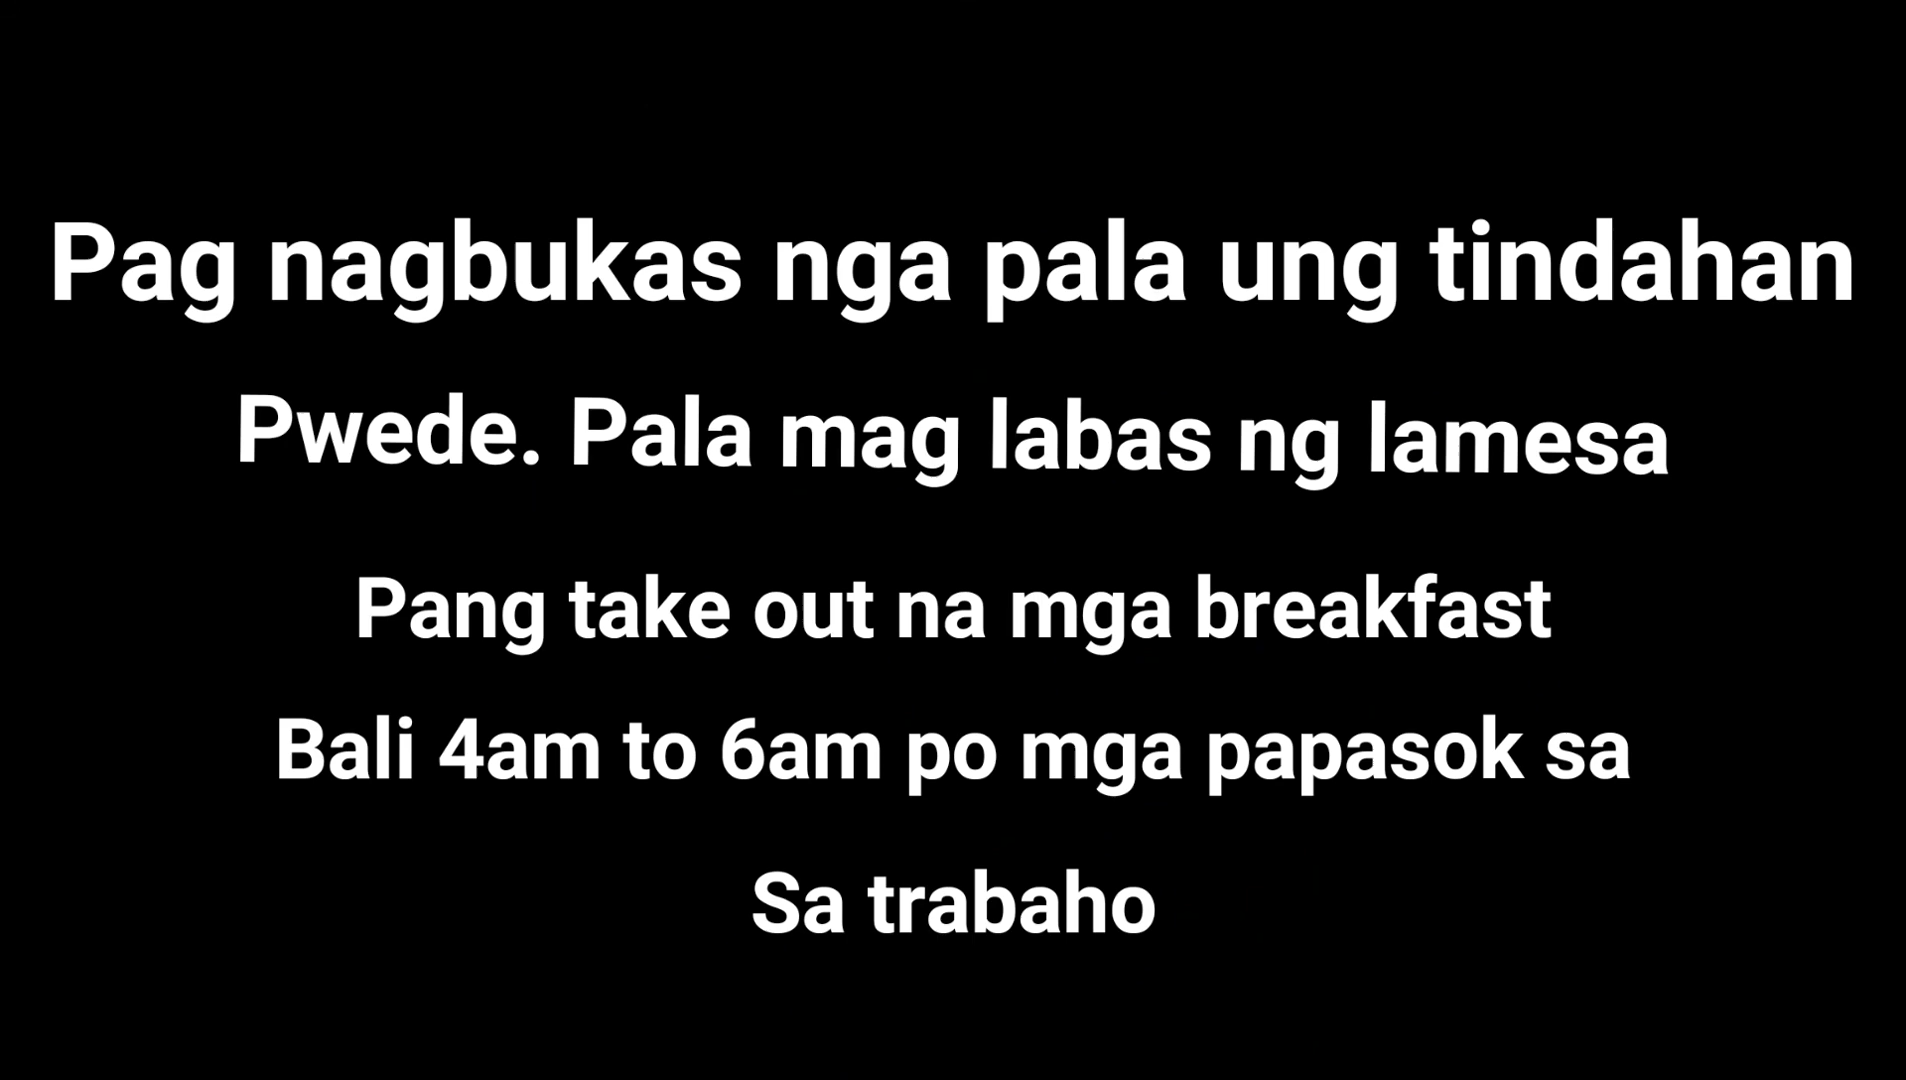 Pag nagbukas nga pala ung tindahan
Pwede. Pala mag labas ng lamesa
Pang take out na mga breakfast
Bali 4am to 6am po mga papasok sa
Sa trabaho